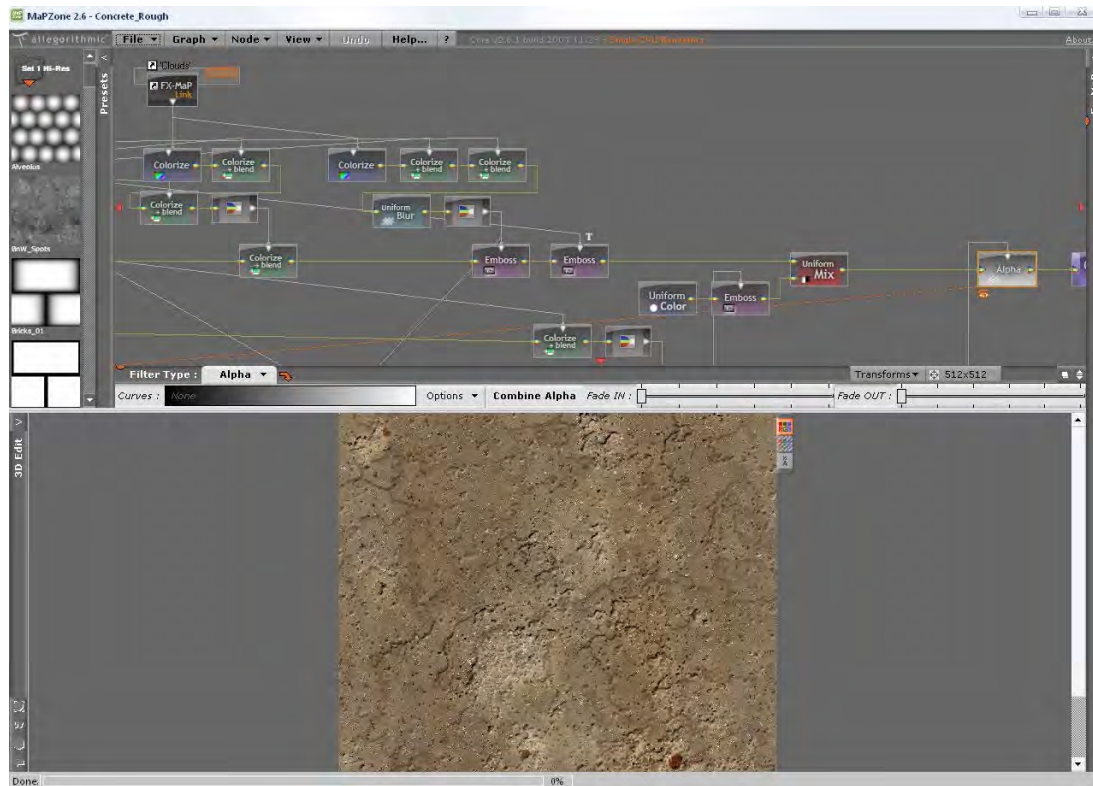 MaPZone 2.6 - Concrete_Rough
allegorithmic File Graph Node View Undo Help... ? About
Set 1 Hi-Res
Presets
Alveolus
BnW_Spots
Bricks_01
'Clouds'
FX-MaP
Link
Colorize
Colorize
+ blend
Colorize
Colorize
+ blend
Colorize
+ blend
Colorize
+ blend
Uniform
Blur
T
Colorize
+ blend
Emboss
Emboss
Uniform
Mix
Alpha
Uniform
Color
Emboss
Colorize
+ blend
Filter Type : Alpha Transforms 512x512
Curves : None Options Combine Alpha Fade IN : Fade OUT :
3D Edit
Done 0%